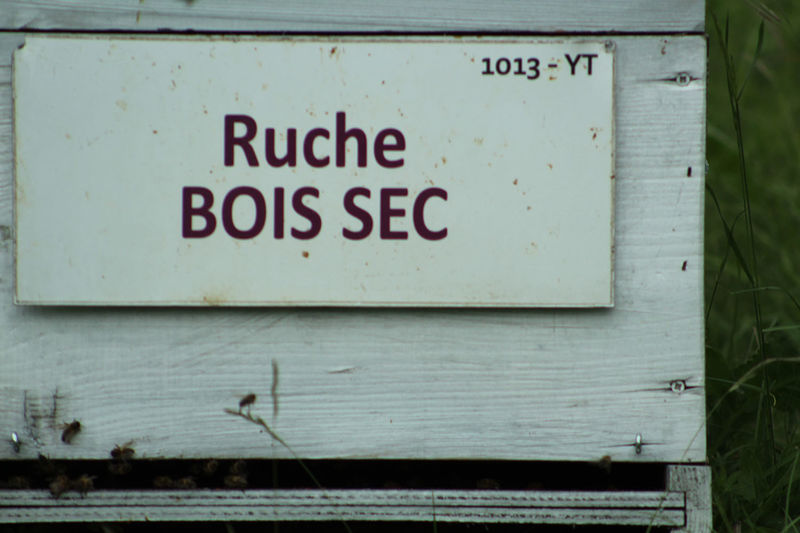 1013 - YT
Ruche
BOIS SEC